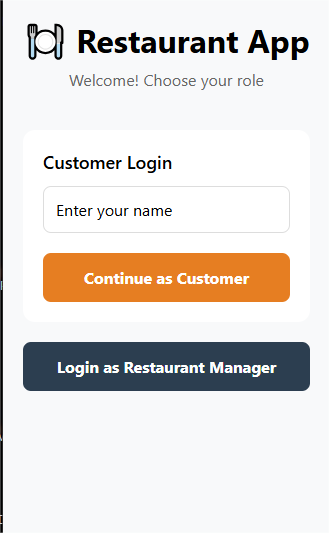 Restaurant App
Welcome! Choose your role
Customer Login
Enter your name
Continue as Customer
Login as Restaurant Manager